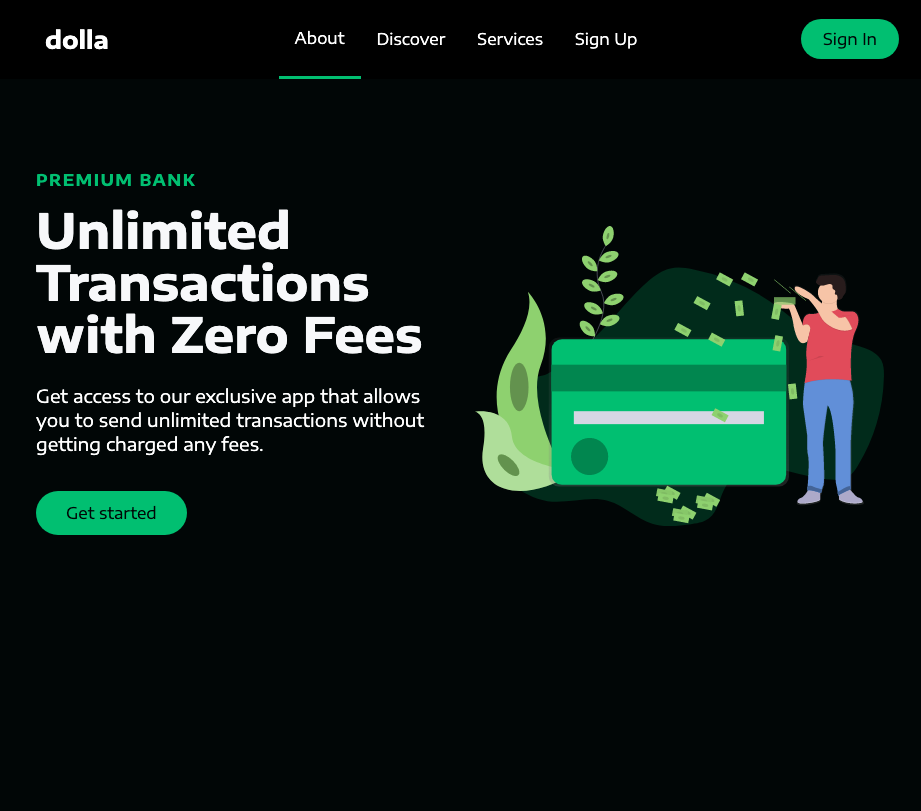 dolla
About
Discover
Services
Sign Up
Sign In
PREMIUM BANK
Unlimited
Transactions
with Zero Fees
Get access to our exclusive app that allows
you to send unlimited transactions without
getting charged any fees.
Get started